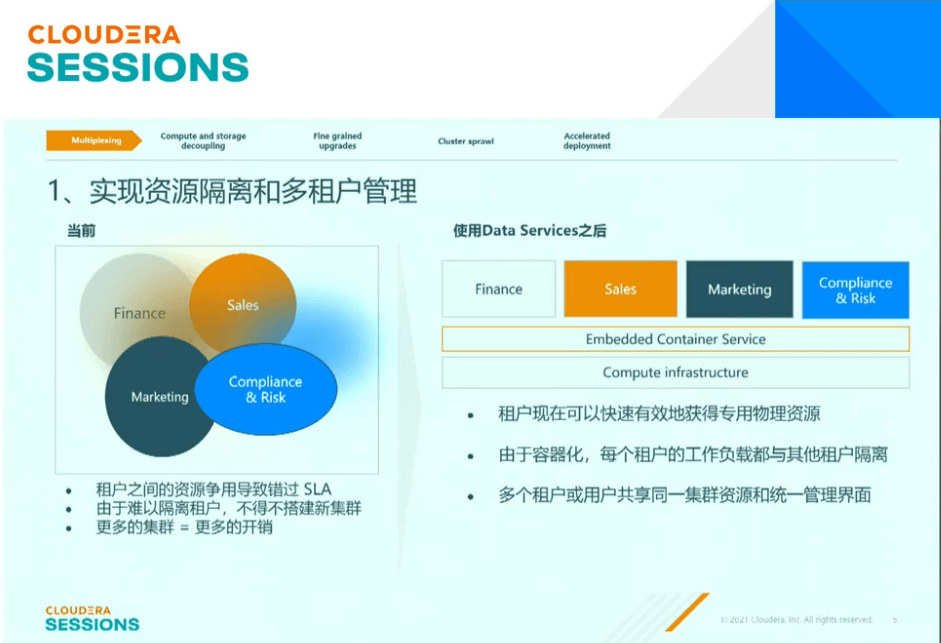 CLOUDERA
SESSIONS
Multiplexing
Compute and storage
decoupling
Fine grained
upgrades
Cluster sprawl
Accelerated
deployment
1、实现资源隔离和多租户管理
当前
Finance
Sales
Marketing
Compliance
& Risk
• 租户之间的资源争用导致错过 SLA
• 由于难以隔离租户，不得不搭建新集群
• 更多的集群 = 更多的开销
使用Data Services之后
Finance
Sales
Marketing
Compliance
& Risk
Embedded Container Service
Compute infrastructure
• 租户现在可以快速有效地获得专用物理资源
• 由于容器化，每个租户的工作负载都与其他租户隔离
• 多个租户或用户共享同一集群资源和统一管理界面
CLOUDERA
SESSIONS
© 2021 Cloudera, Inc. All rights reserved. 5